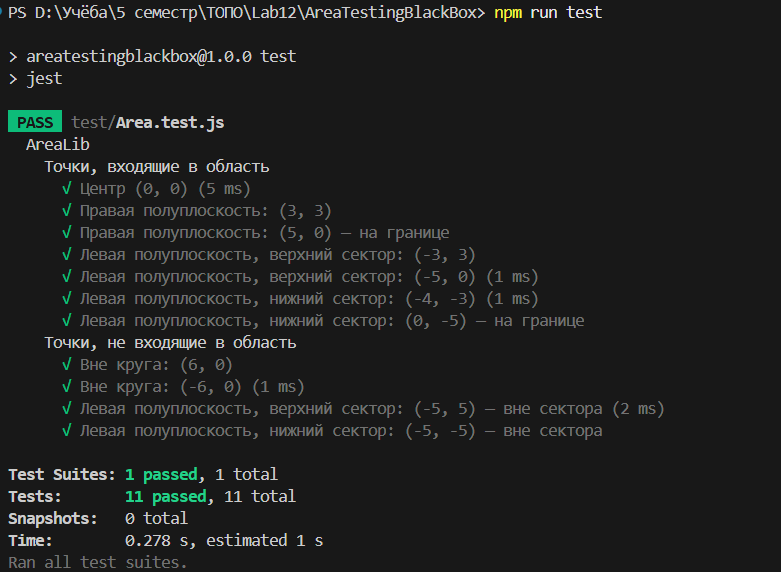 PS D:\Учёба\5 семестр\ТОПО\Lab12\AreaTestingBlackBox> npm run test
> areatestingblackbox@1.0.0 test
> jest
PASS test/Area.test.js
AreaLib
Точки, входящие в область
√ Центр (0, 0) (5 ms)
√ Правая полуплоскость: (3, 3)
√ Правая полуплоскость: (5, 0) — на границе
√ Левая полуплоскость, верхний сектор: (-3, 3)
√ Левая полуплоскость, верхний сектор: (-5, 0) (1 ms)
√ Левая полуплоскость, нижний сектор: (-4, -3) (1 ms)
√ Левая полуплоскость, нижний сектор: (0, -5) — на границе
Точки, не входящие в область
√ Вне круга: (6, 0)
√ Вне круга: (-6, 0) (1 ms)
√ Левая полуплоскость, верхний сектор: (-5, 5) — вне сектора (2 ms)
√ Левая полуплоскость, нижний сектор: (-5, -5) — вне сектора
Test Suites: 1 passed, 1 total
Tests: 11 passed, 11 total
Snapshots: 0 total
Time: 0.278 s, estimated 1 s
Ran all test suites.